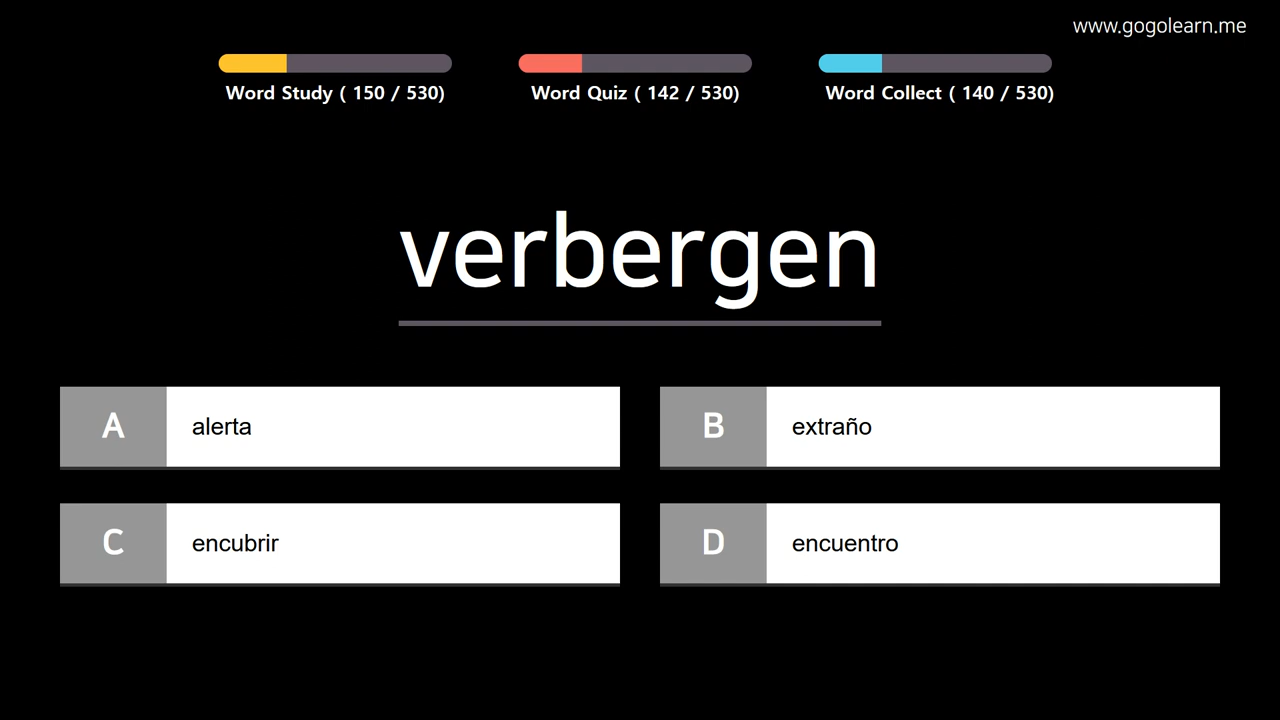 www.gogolearn.me
Word Study ( 150 / 530)
Word Quiz ( 142 / 530)
Word Collect ( 140 / 530)
verbergen
A alerta
B extraño
C encubrir
D encuentro